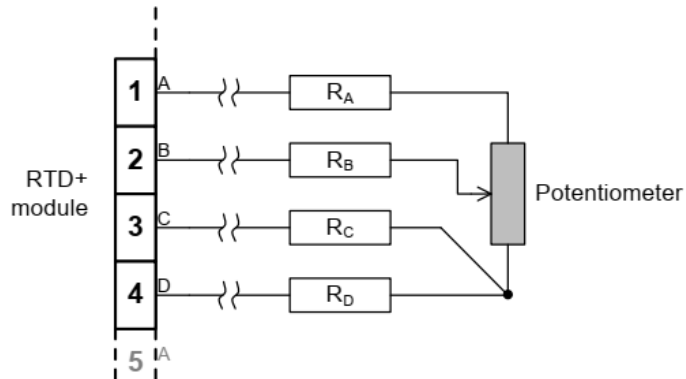 1
A
R_A
2
B
R_B
RTD+
module
Potentiometer
3
C
R_C
4
D
R_D
5
A